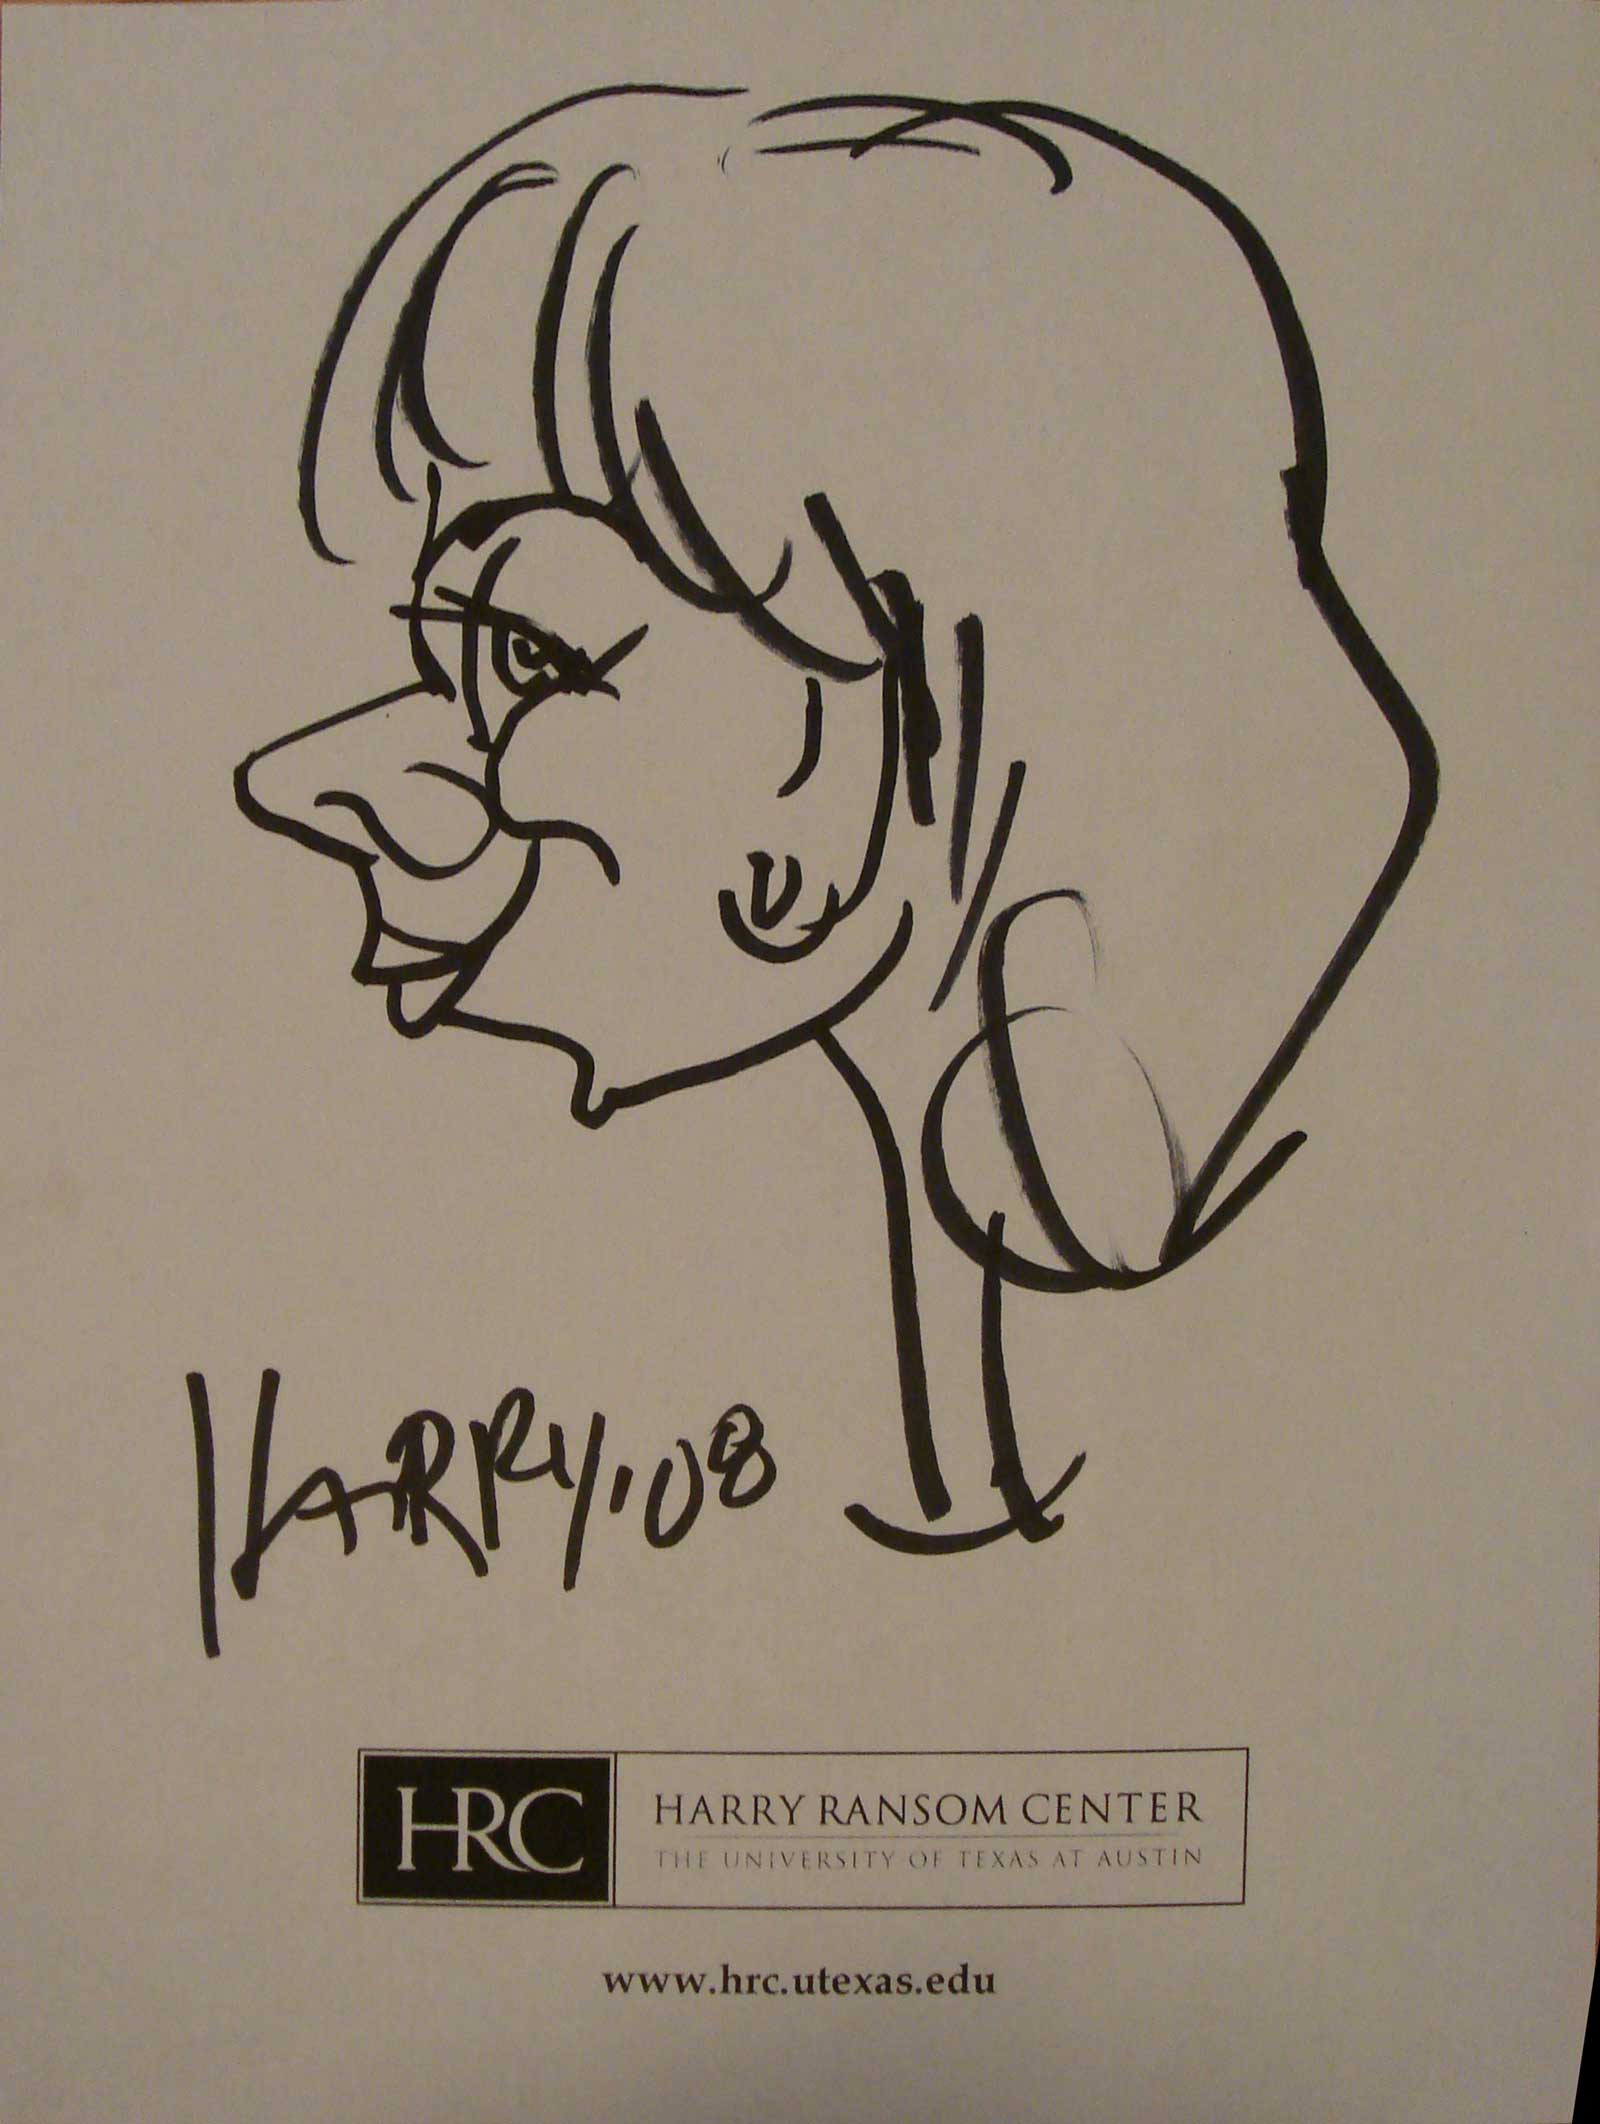 HARRY '08
HRC
HARRY RANSOM CENTER
THE UNIVERSITY OF TEXAS AT AUSTIN
www.hrc.utexas.edu